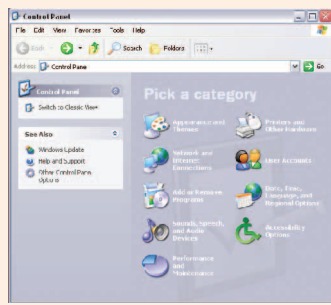 Control Panel
File Edit View Favorites Tools Help
Back Search Folders
Address Control Panel Go
Control Panel
Switch to Classic View
See Also
Windows Update
Help and Support
Other Control Panel
Options
Pick a category
Appearance and
Themes
Printers and
Other Hardware
Network and
Internet
Connections
User Accounts
Add or Remove
Programs
Date, Time,
Language, and
Regional Options
Sounds, Speech,
and Audio
Devices
Accessibility
Options
Performance
and
Maintenance